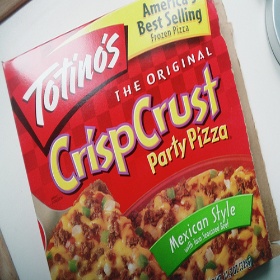 America's
Best Selling
Frozen Pizza
Totino's
THE ORIGINAL
CrispCrust
Party Pizza
Mexican Style